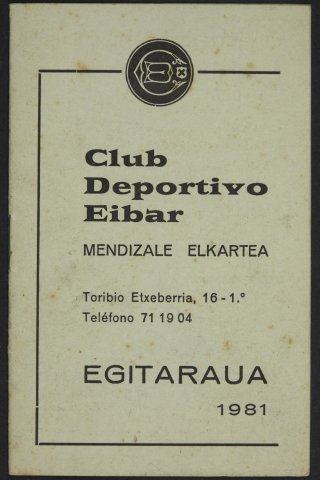 Club
Deportivo
Eibar
MENDIZALE ELKARTEA
Toribio Etxeberria, 16 - 1.º
Teléfono 71 19 04
EGITARAUA
1981